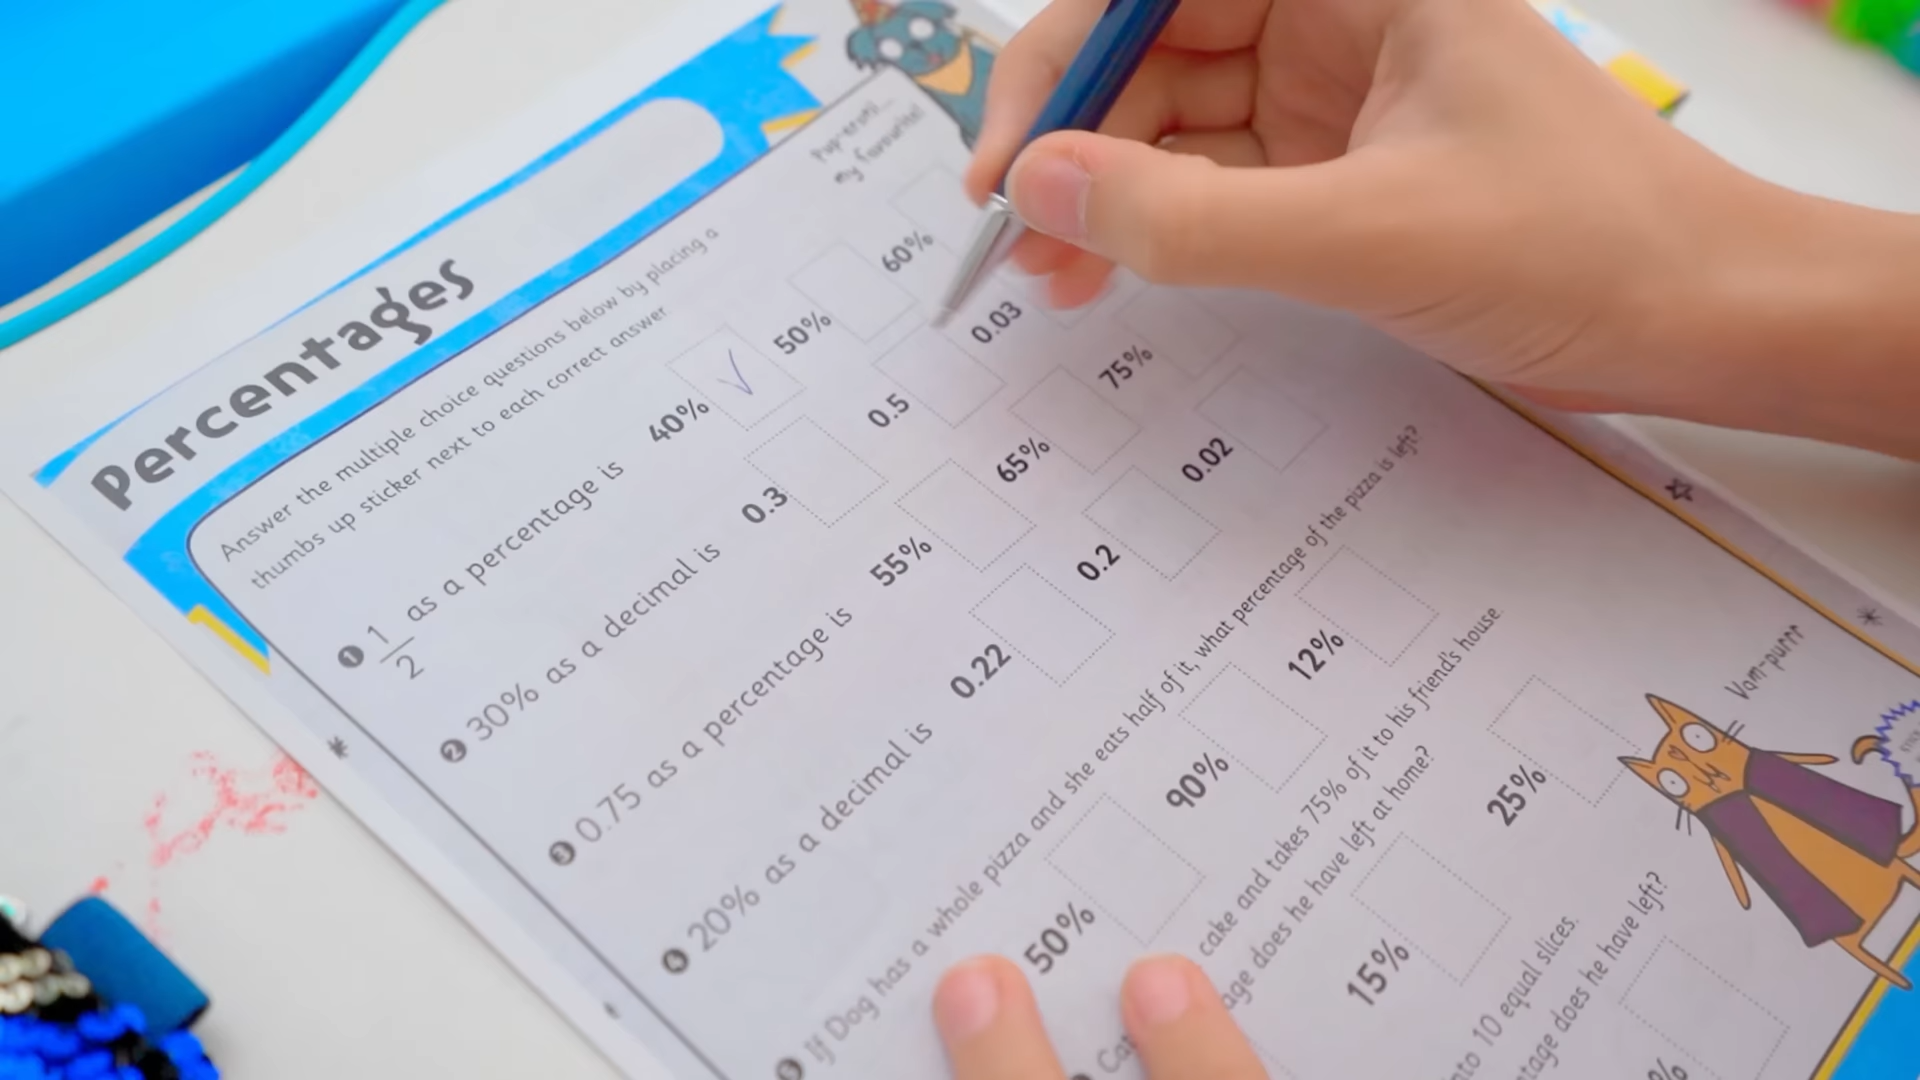 Percentages
Answer the multiple choice questions below by placing a
thumbs up sticker next to each correct answer
my favourite!
1 1/2 as a percentage is 40% ✓ 50% 60%
2 30% as a decimal is 0.3 0.5 0.03
3 0.75 as a percentage is 55% 65% 75%
4 20% as a decimal is 0.22 0.2 0.02
5 If Dog has a whole pizza and she eats half of it, what percentage of the pizza is left?
50% 90% 12%
cake and takes 75% of it to his friend's house.
does he have left at home?
15% 25%
10 equal slices.
does he have left?
%
Vam-purrr